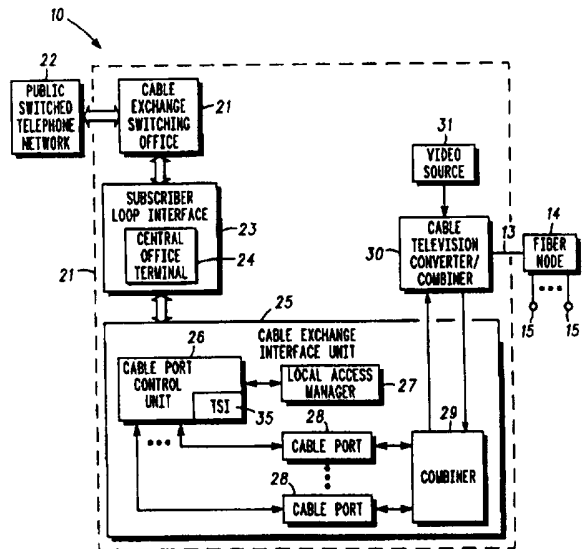 10
22
PUBLIC
SWITCHED
TELEPHONE
NETWORK
CABLE
EXCHANGE
SWITCHING
OFFICE
21
31
VIDEO
SOURCE
SUBSCRIBER
LOOP INTERFACE
CENTRAL
OFFICE
TERMINAL
23
24
21
30
CABLE
TELEVISION
CONVERTER/
COMBINER
13
14
FIBER
NODE
15
15
25
CABLE EXCHANGE
INTERFACE UNIT
26
CABLE PORT
CONTROL
UNIT
TSI
35
LOCAL ACCESS
MANAGER
27
28
CABLE PORT
28
CABLE PORT
29
COMBINER